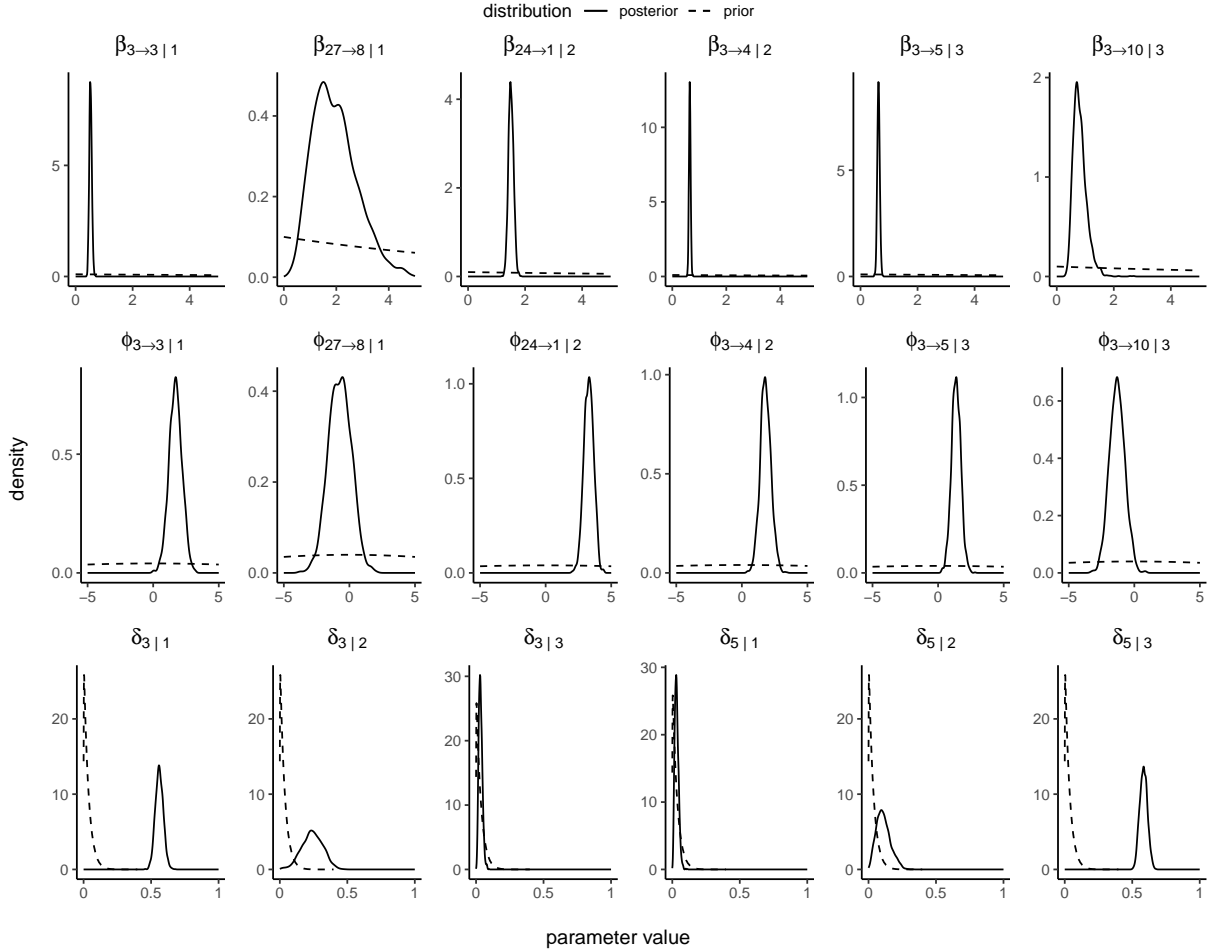 distribution posterior prior
β3→3 | 1 β27→8 | 1 β24→1 | 2 β3→4 | 2 β3→5 | 3 β3→10 | 3
5 0.4 4 10 5 2
0.2 2 5 1
0 0.0 0 0 0 0
0 2 4 0 2 4 0 2 4 0 2 4 0 2 4 0 2 4
ϕ3→3 | 1 ϕ27→8 | 1 ϕ24→1 | 2 ϕ3→4 | 2 ϕ3→5 | 3 ϕ3→10 | 3
0.5 0.4 1.0 1.0 1.0 0.6
0.2 0.5 0.5 0.5 0.4
0.2
0.0 0.0 0.0 0.0 0.0 0.0
−5 0 5 −5 0 5 −5 0 5 −5 0 5 −5 0 5 −5 0 5
density
δ3 | 1 δ3 | 2 δ3 | 3 δ5 | 1 δ5 | 2 δ5 | 3
30 30
20 20 20 20 20 20
10 10 10 10 10 10
0 0 0 0 0 0
0 0.5 1 0 0.5 1 0 0.5 1 0 0.5 1 0 0.5 1 0 0.5 1
parameter value